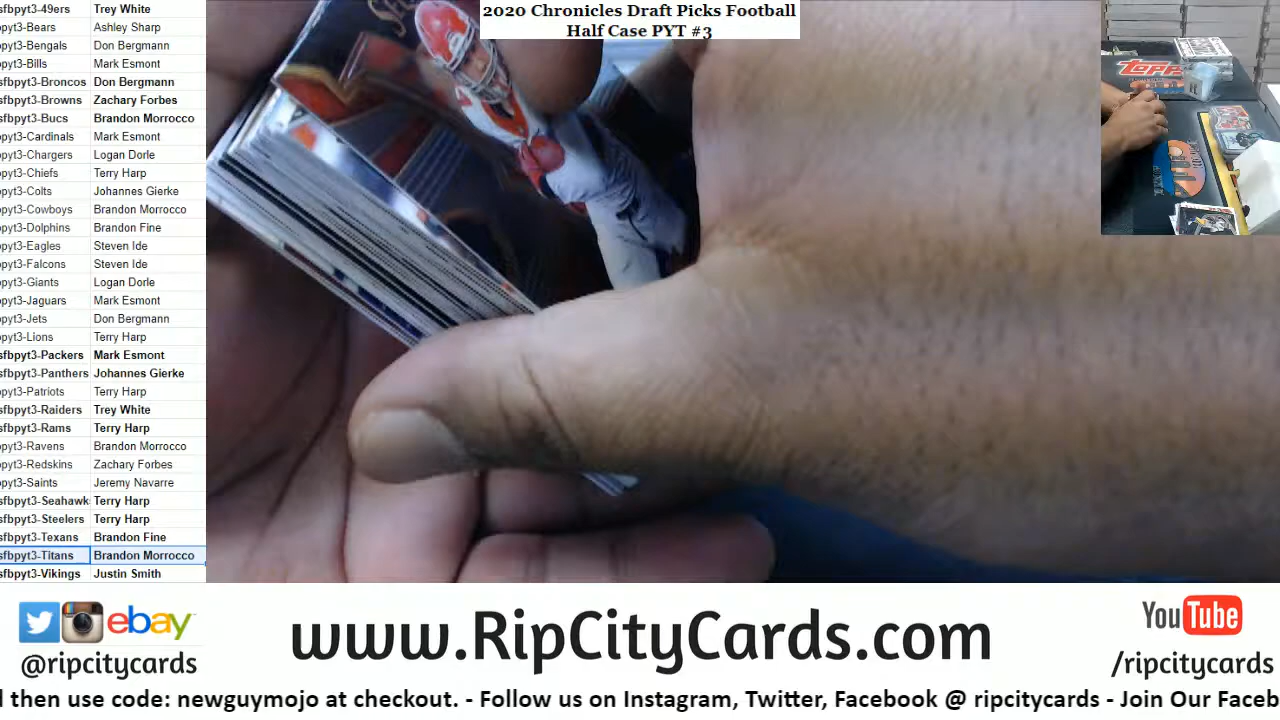 2020 Chronicles Draft Picks Football
Half Case PYT #3
sfbpyt3-49ers Trey White
pyt3-Bears Ashley Sharp
pyt3-Bengals Don Bergmann
pyt3-Bills Mark Esmont
sfbpyt3-Broncos Don Bergmann
sfbpyt3-Browns Zachary Forbes
sfbpyt3-Bucs Brandon Morrocco
pyt3-Cardinals Mark Esmont
pyt3-Chargers Logan Dorle
pyt3-Chiefs Terry Harp
pyt3-Colts Johannes Gierke
pyt3-Cowboys Brandon Morrocco
pyt3-Dolphins Brandon Fine
pyt3-Eagles Steven Ide
pyt3-Falcons Steven Ide
pyt3-Giants Logan Dorle
pyt3-Jaguars Mark Esmont
pyt3-Jets Don Bergmann
pyt3-Lions Terry Harp
sfbpyt3-Packers Mark Esmont
sfbpyt3-Panthers Johannes Gierke
pyt3-Patriots Terry Harp
sfbpyt3-Raiders Trey White
sfbpyt3-Rams Terry Harp
pyt3-Ravens Brandon Morrocco
pyt3-Redskins Zachary Forbes
pyt3-Saints Jeremy Navarre
sfbpyt3-Seahawk Terry Harp
sfbpyt3-Steelers Terry Harp
sfbpyt3-Texans Brandon Fine
sfbpyt3-Titans Brandon Morrocco
sfbpyt3-Vikings Justin Smith
TOPP
ebay
@ripcitycards
www.RipCityCards.com
YouTube
/ripcitycards
then use code: newguymojo at checkout. - Follow us on Instagram, Twitter, Facebook @ ripcitycards - Join Our Faceb